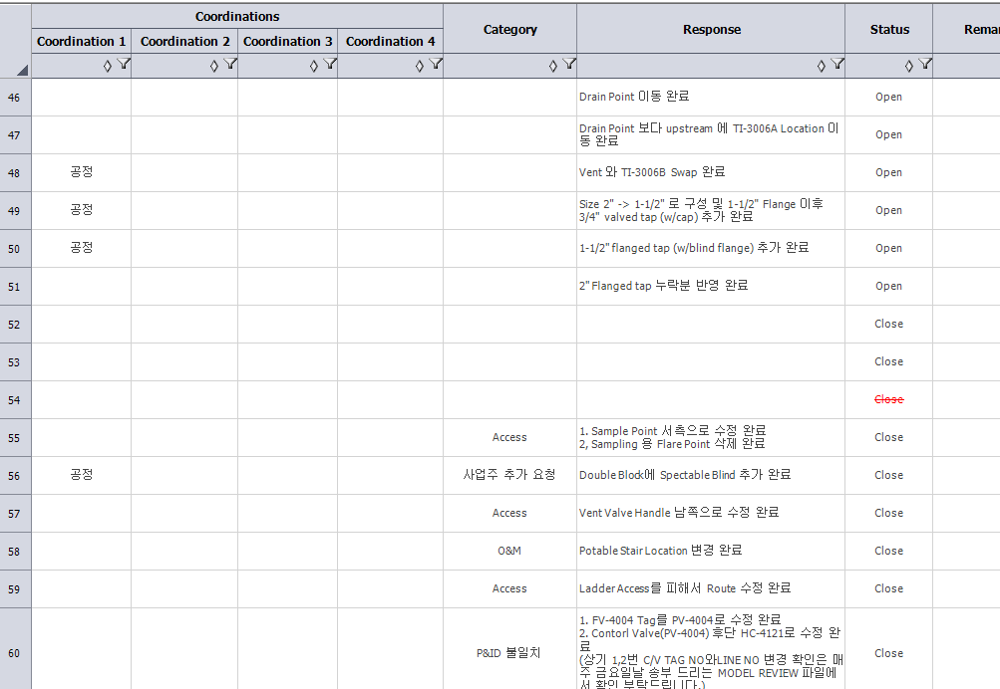 Coordinations
Category
Response
Status
Coordination 1 Coordination 2 Coordination 3 Coordination 4
46 Drain Point 이동 완료 Open
47 Drain Point 보다 upstream 에 TI-3006A Location 이
동 완료 Open
48 공정 Vent 와 TI-3006B Swap 완료 Open
49 공정 Size 2" -> 1-1/2" 로 구성 및 1-1/2" Flange 이후
3/4" valved tap (w/cap) 추가 완료 Open
50 공정 1-1/2" flanged tap (w/blind flange) 추가 완료 Open
51 2" Flanged tap 누락분 반영 완료 Open
52 Close
53 Close
54 Close
55 Access 1. Sample Point 서측으로 수정 완료
2, Sampling 용 Flare Point 삭제 완료 Close
56 공정 사업주 추가 요청 Double Block에 Spectable Blind 추가 완료 Close
57 Access Vent Valve Handle 남쪽으로 수정 완료 Close
58 O&M Potable Stair Location 변경 완료 Close
59 Access Ladder Access를 피해서 Route 수정 완료 Close
60 P&ID 불일치 1. FV-4004 Tag를 PV-4004로 수정 완료
2. Contorl Valve(PV-4004) 후단 HC-4121로 수정 완
료
(상기 1,2번 C/V TAG NO와LINE NO 변경 확인은 매
주 금요일날 송부 드리는 MODEL REVIEW 파일에
서 확인 부탁드립니다.) Close